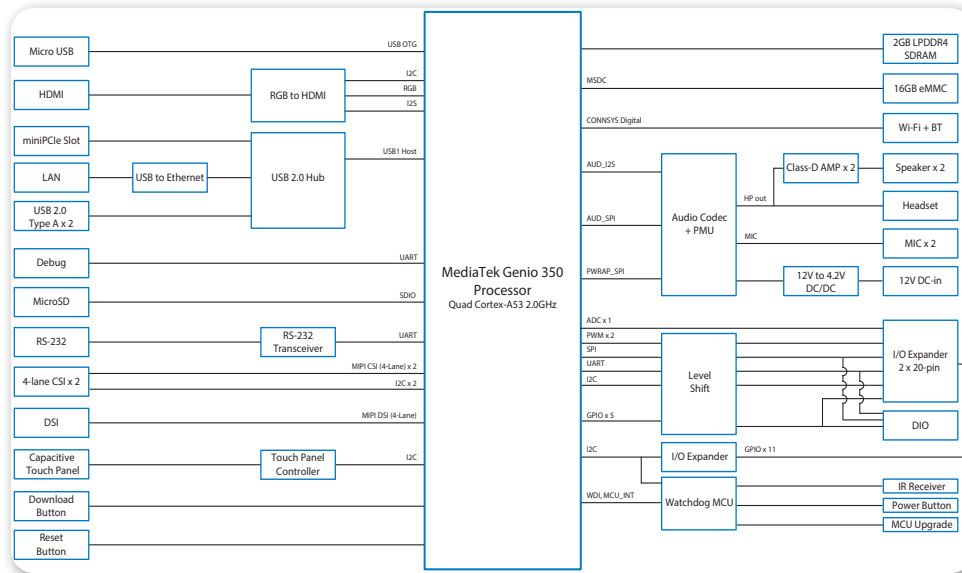 Micro USB
USB OTG
HDMI
RGB to HDMI
I2C
RGB
I2S
miniPCIe Slot
LAN
USB to Ethernet
USB 2.0 Hub
USB1 Host
USB 2.0
Type A x 2
Debug
UART
MicroSD
SDIO
RS-232
RS-232
Transceiver
UART
4-lane CSI x 2
MIPI CSI (4-Lane) x 2
I2C x 2
DSI
MIPI DSI (4-Lane)
Capacitive
Touch Panel
Touch Panel
Controller
I2C
Download
Button
Reset
Button
MediaTek Genio 350
Processor
Quad Cortex-A53 2.0GHz
2GB LPDDR4
SDRAM
MSDC
16GB eMMC
CONNSYS Digital
Wi-Fi + BT
AUD_I2S
AUD_SPI
PWRAP_SPI
Audio Codec
+ PMU
HP out
Class-D AMP x 2
Speaker x 2
Headset
MIC
MIC x 2
12V to 4.2V
DC/DC
12V DC-in
ADC x 1
PWM x 2
SPI
UART
I2C
GPIO x 5
Level
Shift
I/O Expander
2 x 20-pin
DIO
I2C
I/O Expander
GPIO x 11
WDI, MCU_INT
Watchdog MCU
IR Receiver
Power Button
MCU Upgrade